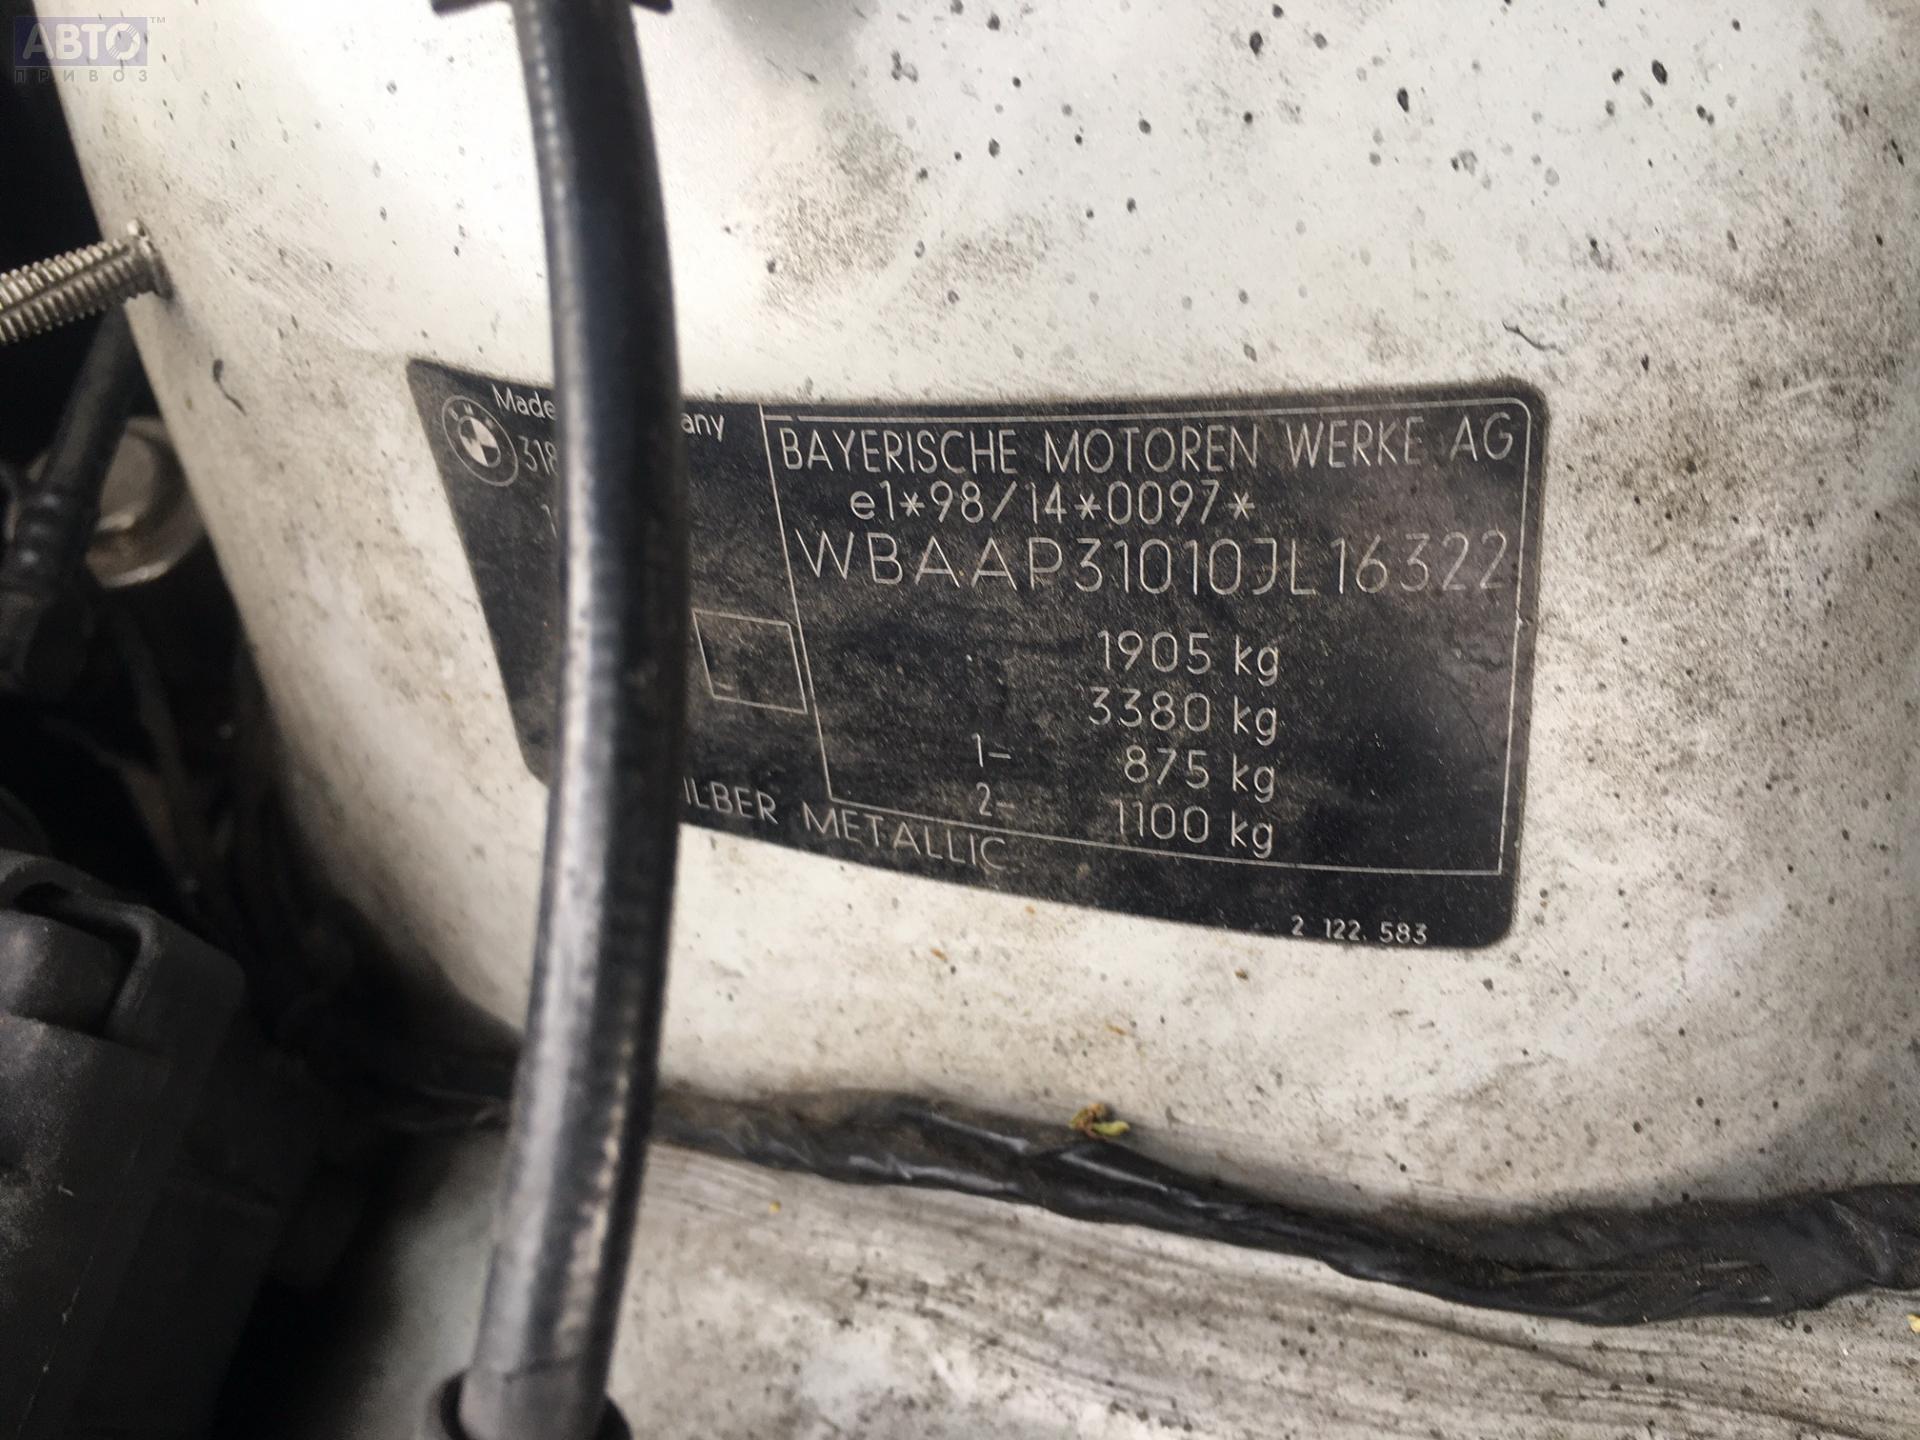 АВТО™
ПРИВОЗ
Made
any
318
BAYERISCHE MOTOREN WERKE AG
e1*98/14*0097*
WBAAP31010JL16322
1905 kg
3380 kg
1- 875 kg
2- 1100 kg
ILBER METALLIC
2 122.583